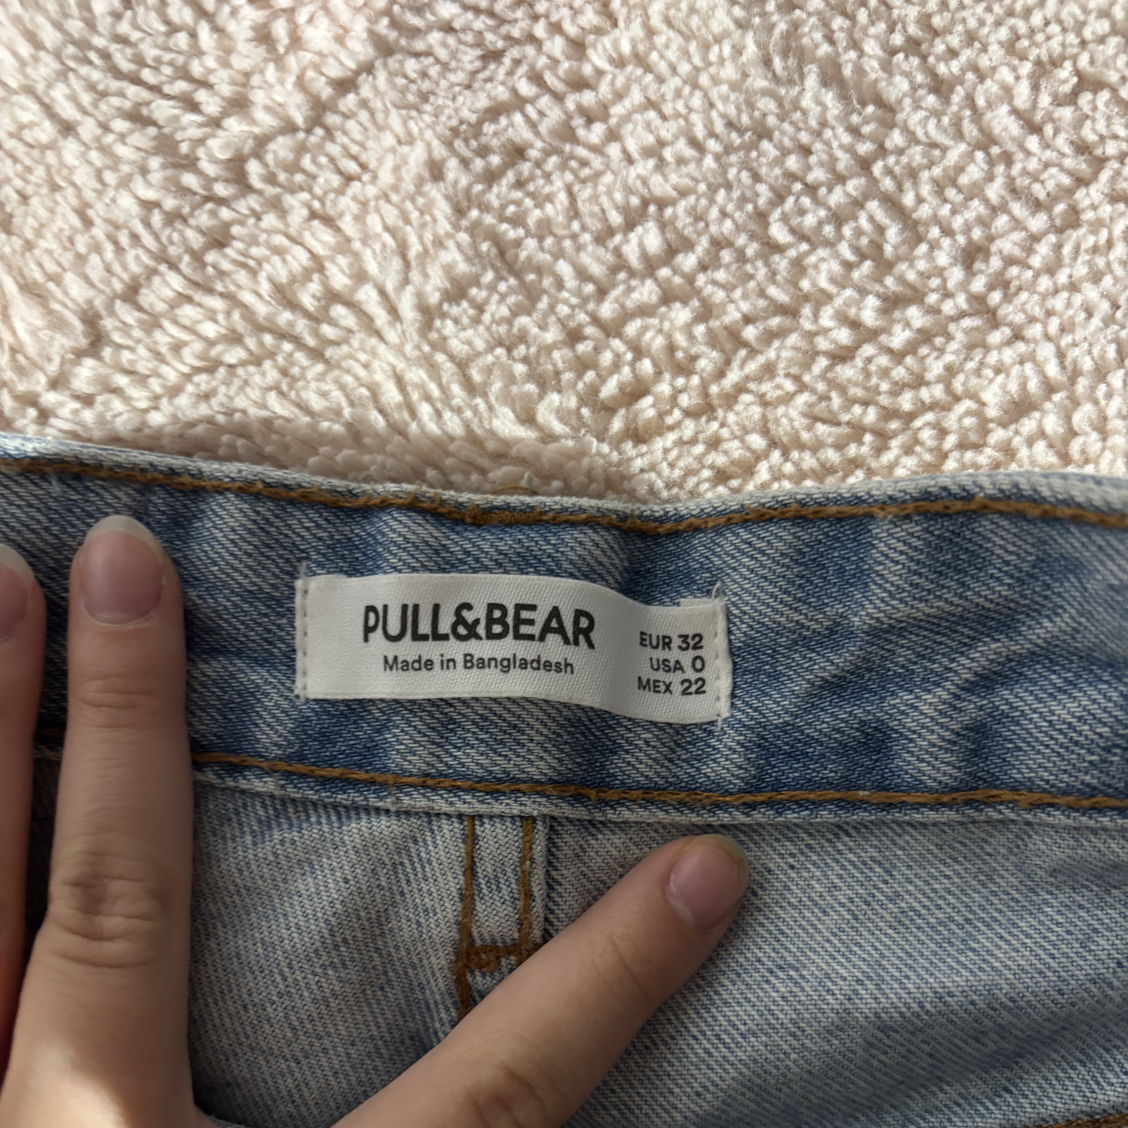 PULL&BEAR
Made in Bangladesh
EUR 32
USA 0
MEX 22